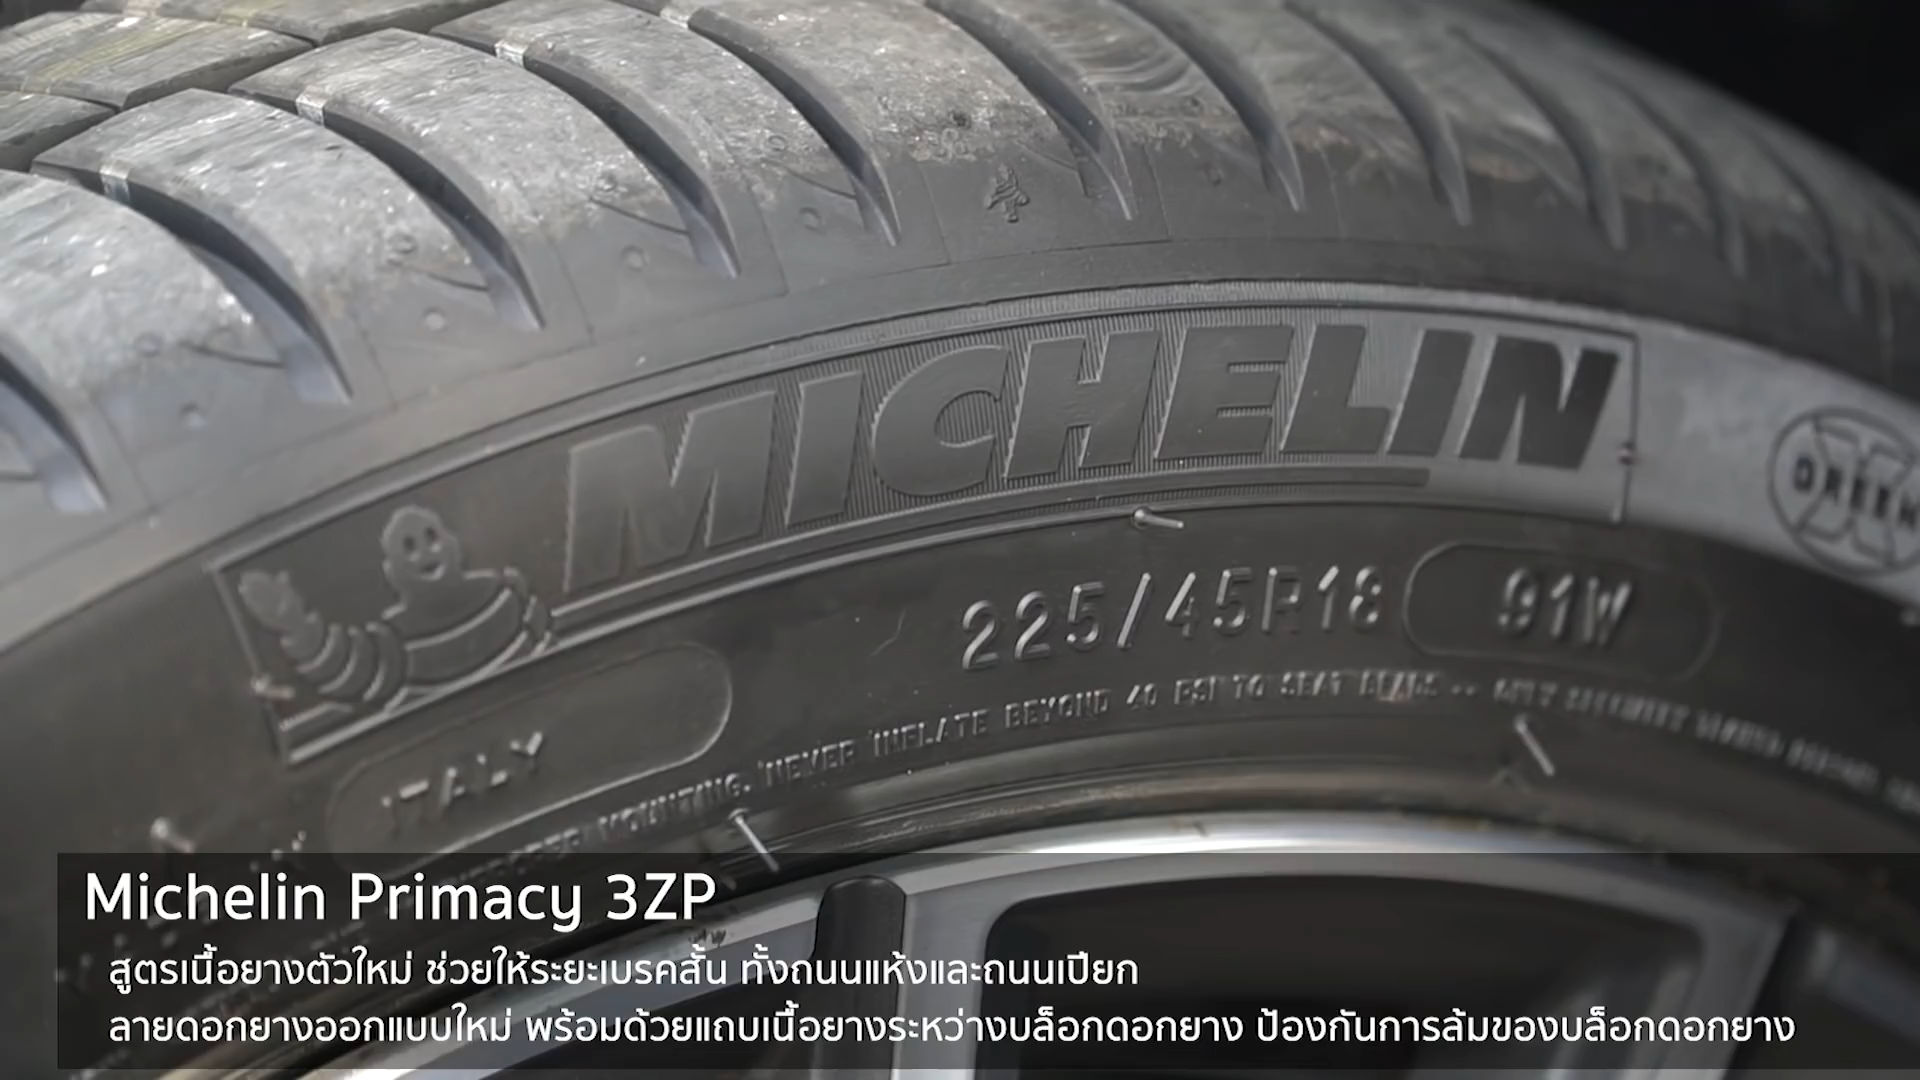 MICHELIN
GREEN X
225/45R18 91W
ITALY
MOUNTING. NEVER INFLATE BEYOND 40 PSI TO SEAT BEADS --
Michelin Primacy 3ZP
สูตรเนื้อยางตัวใหม่ ช่วยให้ระยะเบรคสั้น ทั้งถนนแห้งและถนนเปียก
ลายดอกยางออกแบบใหม่ พร้อมด้วยแถบเนื้อยางระหว่างบล็อกดอกยาง ป้องกันการล้มของบล็อกดอกยาง